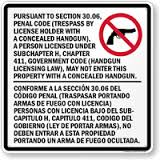 PURSUANT TO SECTION 30.06,
PENAL CODE (TRESPASS BY
LICENSE HOLDER WITH
A CONCEALED HANDGUN),
A PERSON LICENSED UNDER
SUBCHAPTER H, CHAPTER
411, GOVERNMENT CODE (HANDGUN
LICENSING LAW), MAY NOT ENTER THIS
PROPERTY WITH A CONCEALED HANDGUN.
CONFORME A LA SECCIÓN 30.06 DEL
CÓDIGO PENAL (TRASPASAR PORTANDO
ARMAS DE FUEGO CON LICENCIA)
PERSONAS CON LICENCIA BAJO DEL SUB-
CAPITULO H, CAPITULO 411, CODIGO DEL
GOBIERNO (LEY DE PORTAR ARMAS), NO
DEBEN ENTRAR A ESTA PROPIEDAD
PORTANDO UN ARMA DE FUEGO OCULTADA.